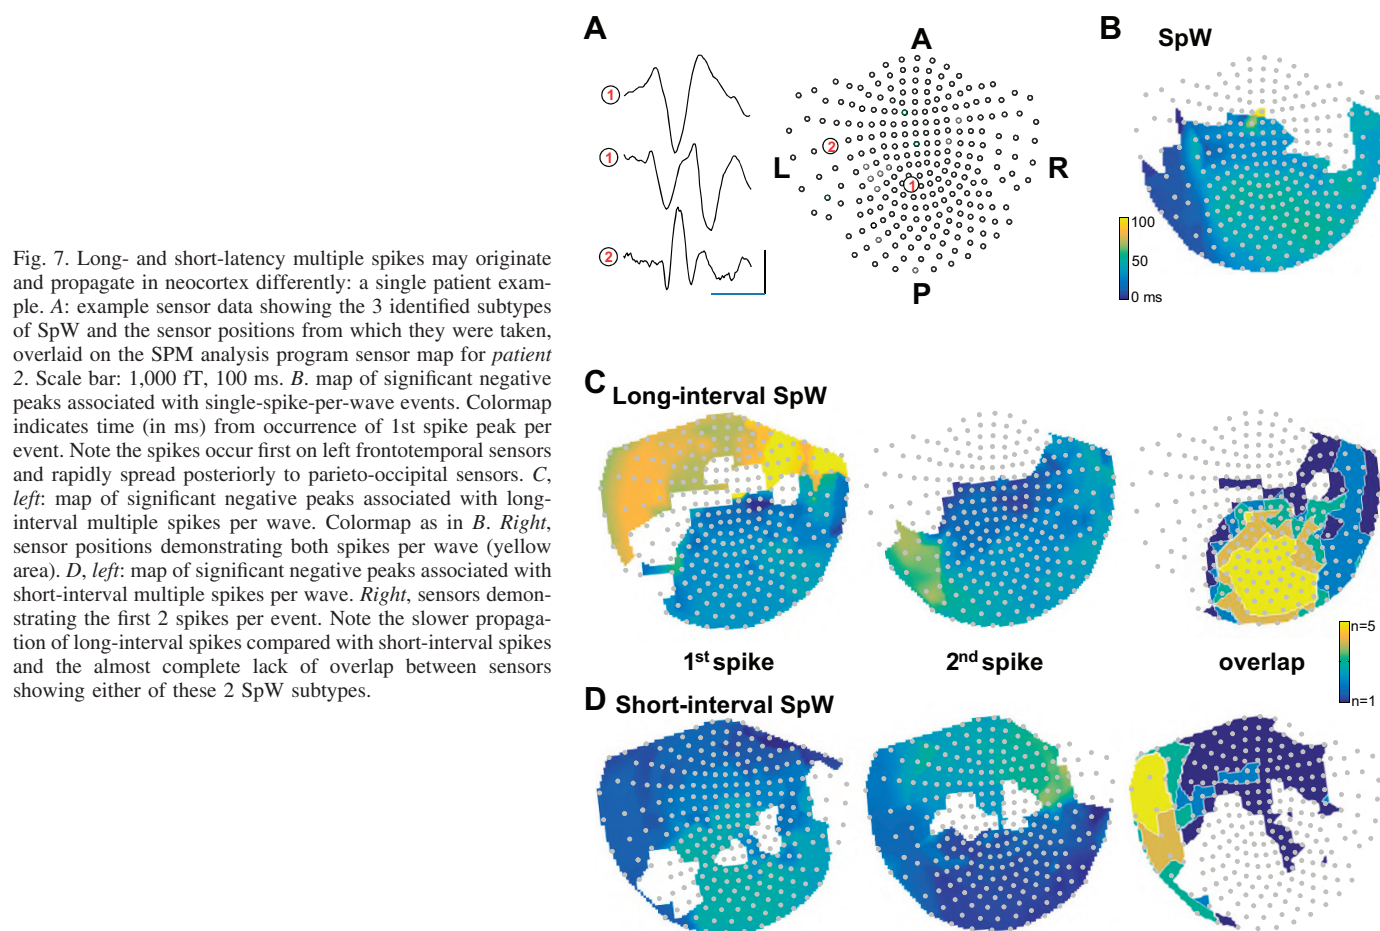 Fig. 7. Long- and short-latency multiple spikes may originate
and propagate in neocortex differently: a single patient exam-
ple. A: example sensor data showing the 3 identified subtypes
of SpW and the sensor positions from which they were taken,
overlaid on the SPM analysis program sensor map for patient
2. Scale bar: 1,000 fT, 100 ms. B. map of significant negative
peaks associated with single-spike-per-wave events. Colormap
indicates time (in ms) from occurrence of 1st spike peak per
event. Note the spikes occur first on left frontotemporal sensors
and rapidly spread posteriorly to parieto-occipital sensors. C,
left: map of significant negative peaks associated with long-
interval multiple spikes per wave. Colormap as in B. Right,
sensor positions demonstrating both spikes per wave (yellow
area). D, left: map of significant negative peaks associated with
short-interval multiple spikes per wave. Right, sensors demon-
strating the first 2 spikes per event. Note the slower propaga-
tion of long-interval spikes compared with short-interval spikes
and the almost complete lack of overlap between sensors
showing either of these 2 SpW subtypes.
A
1
1
2
A
L
2
1
R
P
B
SpW
100
50
0 ms
C
Long-interval SpW
1st spike
2nd spike
overlap
n=5
n=1
D
Short-interval SpW